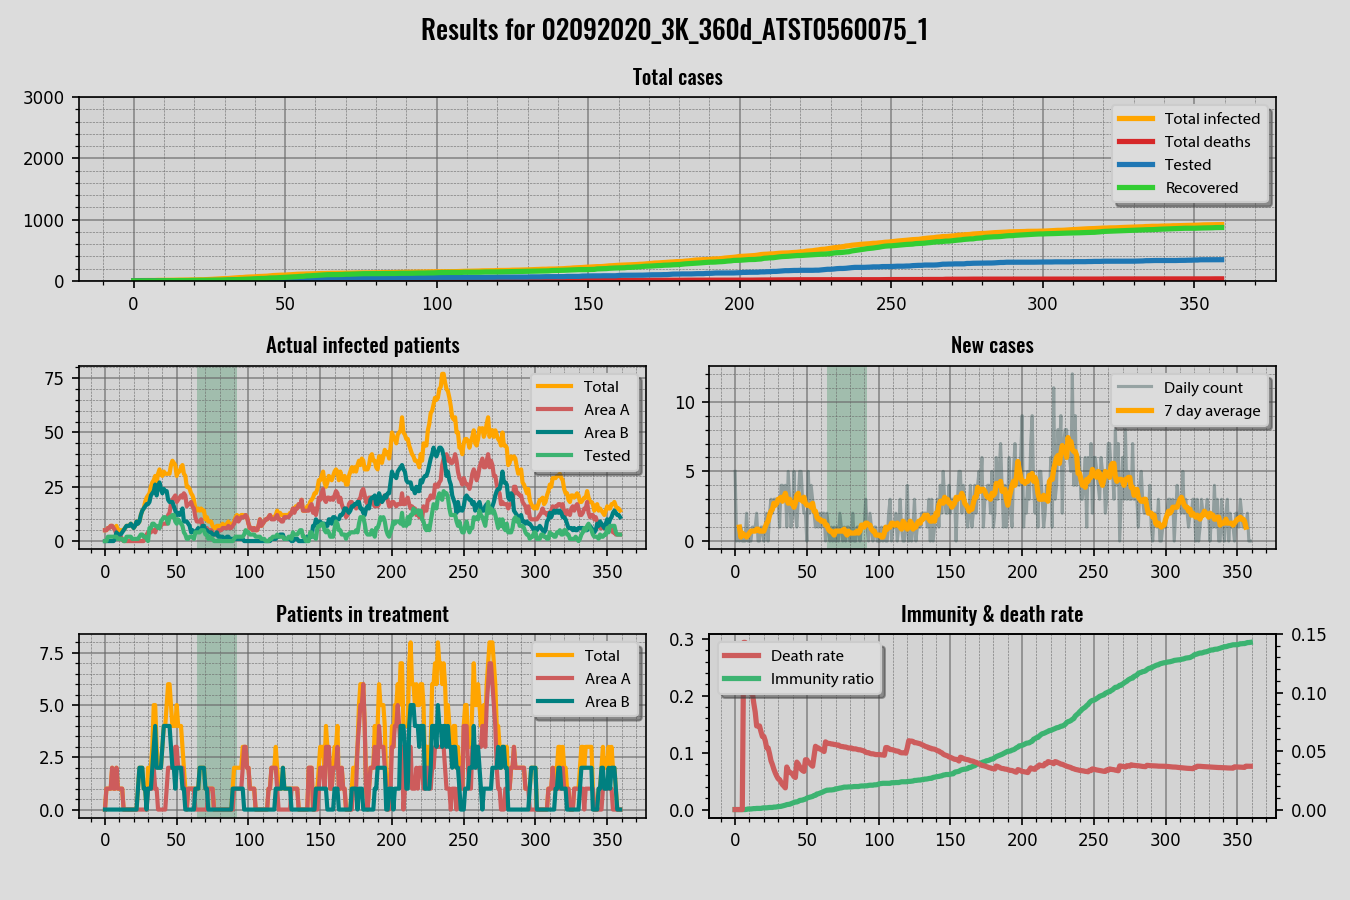 Results for 02092020_3K_360d_ATST0560075_1
Total cases
3000
2000
1000
0
Total infected
Total deaths
Tested
Recovered
0 50 100 150 200 250 300 350
Actual infected patients
75
50
25
0
Total
Area A
Area B
Tested
0 50 100 150 200 250 300 350
New cases
10
5
0
Daily count
7 day average
0 50 100 150 200 250 300 350
Patients in treatment
7.5
5.0
2.5
0.0
Total
Area A
Area B
0 50 100 150 200 250 300 350
Immunity & death rate
0.3
0.2
0.1
0.0
Death rate
Immunity ratio
0.15
0.10
0.05
0.00
0 50 100 150 200 250 300 350